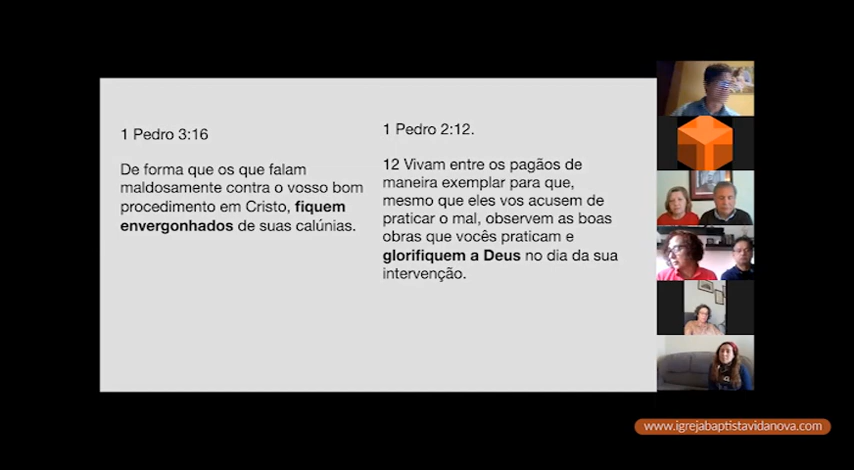 1 Pedro 3:16
De forma que os que falam
maldosamente contra o vosso bom
procedimento em Cristo, fiquem
envergonhados de suas calúnias.
1 Pedro 2:12.
12 Vivam entre os pagãos de
maneira exemplar para que,
mesmo que eles vos acusem de
praticar o mal, observem as boas
obras que vocês praticam e
glorifiquem a Deus no dia da sua
intervenção.
www.igrejabaptistavidanova.com